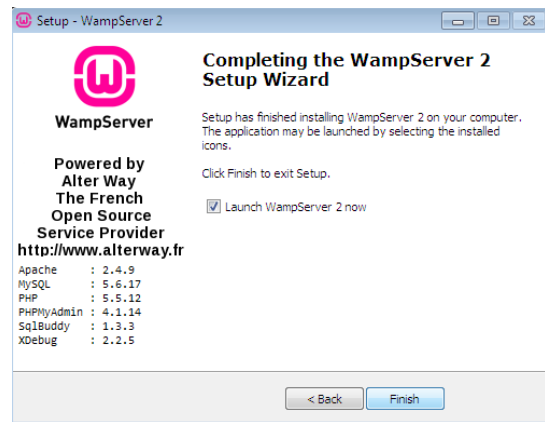 Setup - WampServer 2
WampServer
Powered by
Alter Way
The French
Open Source
Service Provider
http://www.alterway.fr
Apache : 2.4.9
MySQL : 5.6.17
PHP : 5.5.12
PHPMyAdmin : 4.1.14
SqlBuddy : 1.3.3
XDebug : 2.2.5
Completing the WampServer 2
Setup Wizard
Setup has finished installing WampServer 2 on your computer.
The application may be launched by selecting the installed
icons.
Click Finish to exit Setup.
Launch WampServer 2 now
< Back
Finish